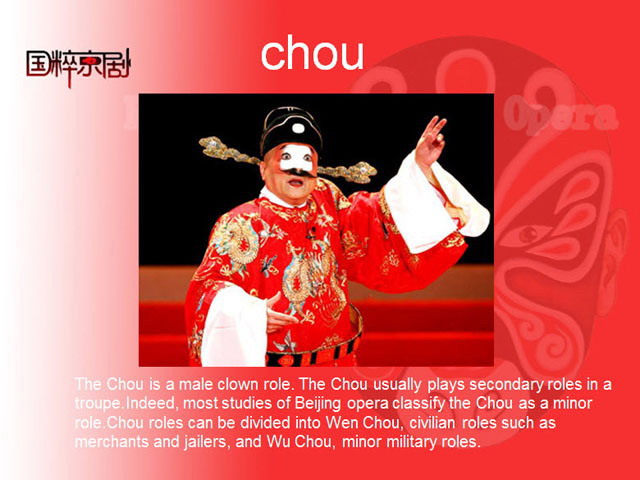 chou
国粹京剧
Opera
The Chou is a male clown role. The Chou usually plays secondary roles in a
troupe.Indeed, most studies of Beijing opera classify the Chou as a minor
role.Chou roles can be divided into Wen Chou, civilian roles such as
merchants and jailers, and Wu Chou, minor military roles.